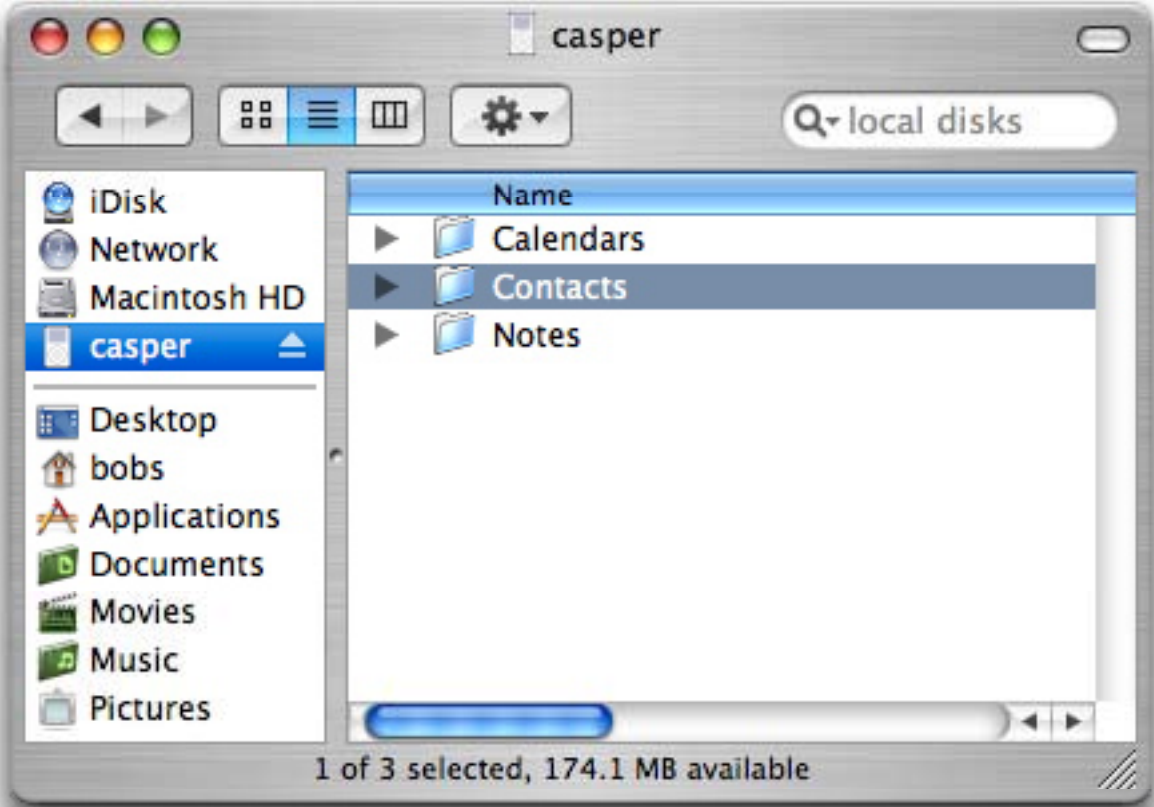 casper
local disks
iDisk
Network
Macintosh HD
casper
Desktop
bobs
Applications
Documents
Movies
Music
Pictures
Name
Calendars
Contacts
Notes
1 of 3 selected, 174.1 MB available